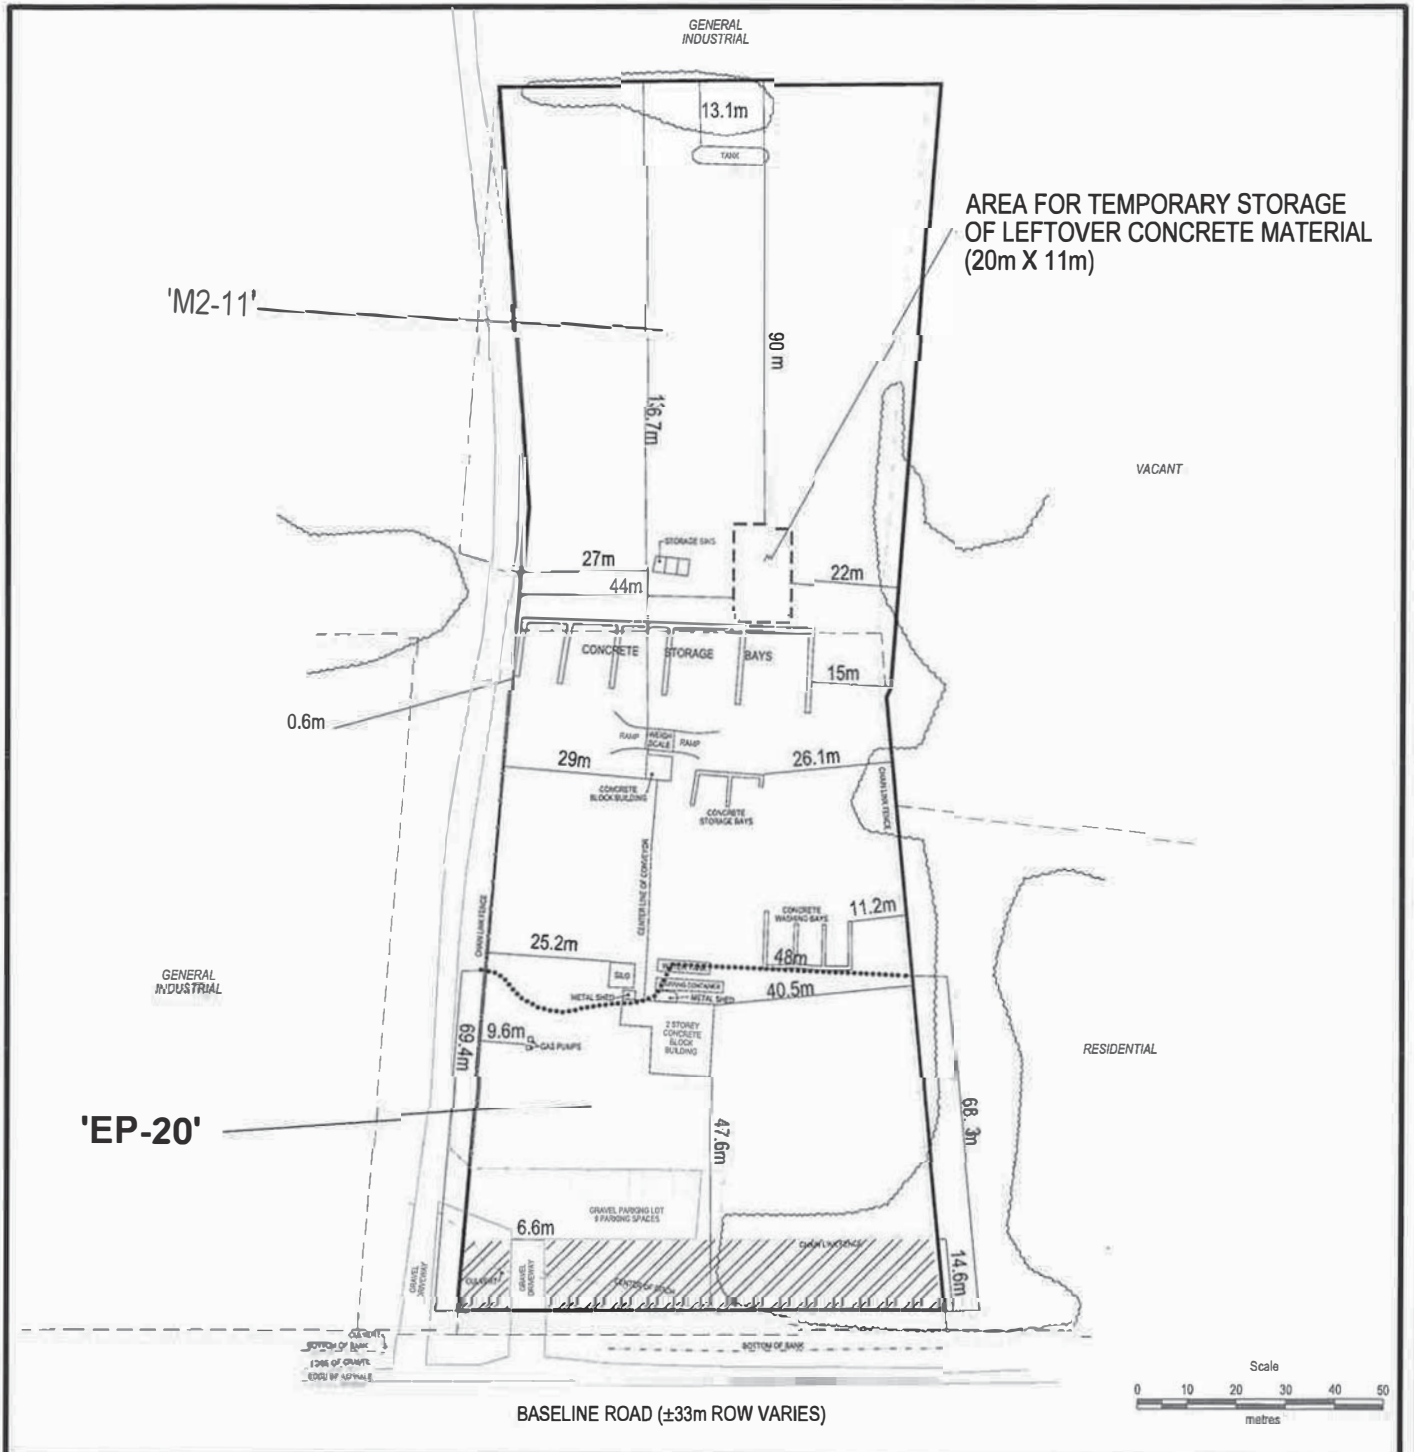 GENERAL
INDUSTRIAL
13.1m
TANK
AREA FOR TEMPORARY STORAGE
OF LEFTOVER CONCRETE MATERIAL
(20m X 11m)
'M2-11'
90 m
VACANT
STORAGE BINS
27m
44m
22m
CONCRETE STORAGE BAYS
15m
0.6m
RAMP
WEIGH
SCALE
RAMP
29m
26.1m
CONCRETE
BLOCK BUILDING
CONCRETE
STORAGE BAYS
CHAIN LINK FENCE
CENTER LINE OF CONVEYOR
CHAIN LINK FENCE
CONCRETE
WASHING BAYS
11.2m
25.2m
48m
SILO
GENERAL
INDUSTRIAL
METAL SHED
METAL SHED
40.5m
69.4m
9.6m
GAS PUMPS
2 STOREY
CONCRETE
BLOCK
BUILDING
RESIDENTIAL
'EP-20'
47.6m
68.3m
GRAVEL PARKING LOT
PARKING SPACES
6.6m
CHAIN LINK FENCE
14.6m
GRAVEL
DRIVEWAY
CULVERT
GRAVEL
DRIVEWAY
CENTER OF DITCH
CULVERT
BOTTOM OF BANK
BOTTOM OF BANK
EDGE OF GRAVEL
EDGE OF ASPHALT
Scale
0 10 20 30 40 50
metres
BASELINE ROAD (±33m ROW VARIES)